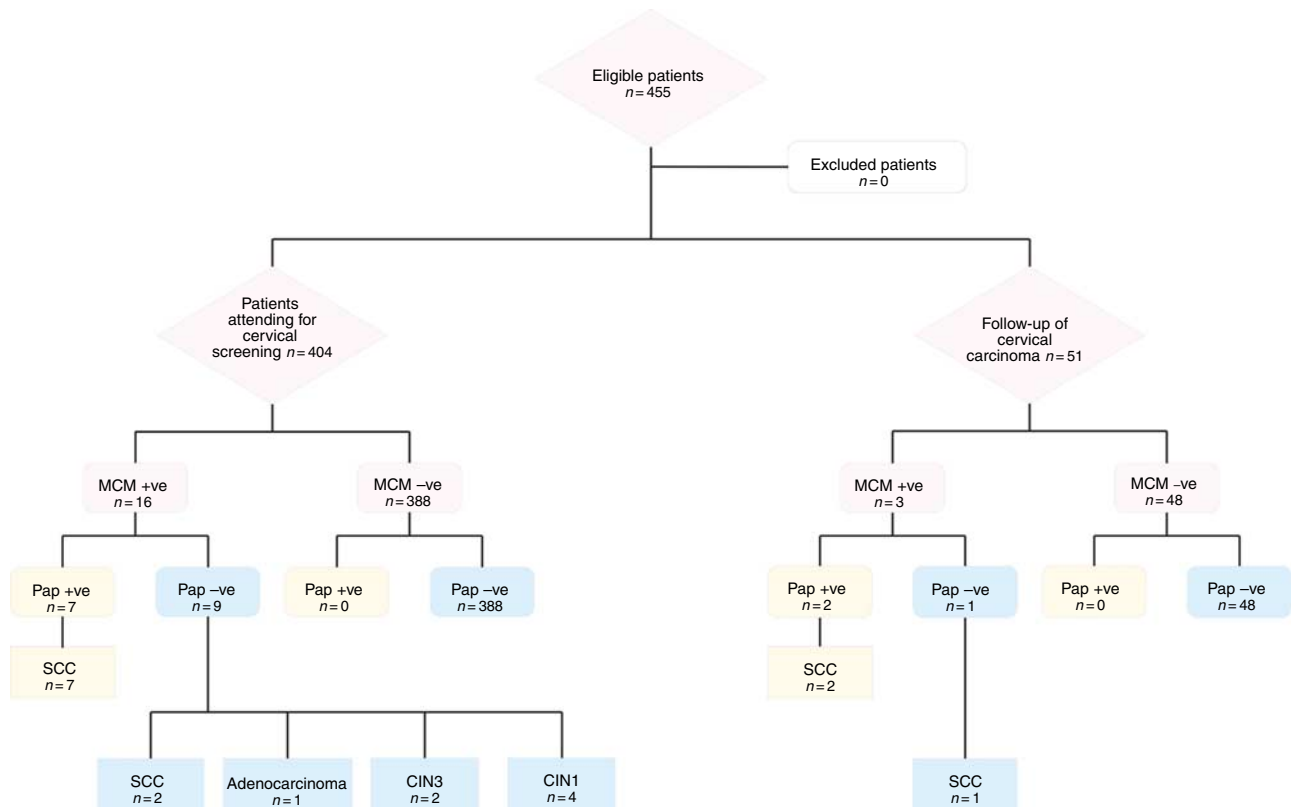 Eligible patients
n = 455
Excluded patients
n = 0
Patients
attending for
cervical
screening n = 404
Follow-up of
cervical
carcinoma n = 51
MCM +ve
n = 16
MCM –ve
n = 388
MCM +ve
n = 3
MCM –ve
n = 48
Pap +ve
n = 7
Pap –ve
n = 9
Pap +ve
n = 0
Pap –ve
n = 388
Pap +ve
n = 2
Pap –ve
n = 1
Pap +ve
n = 0
Pap –ve
n = 48
SCC
n = 7
SCC
n = 2
SCC
n = 2
Adenocarcinoma
n = 1
CIN3
n = 2
CIN1
n = 4
SCC
n = 1